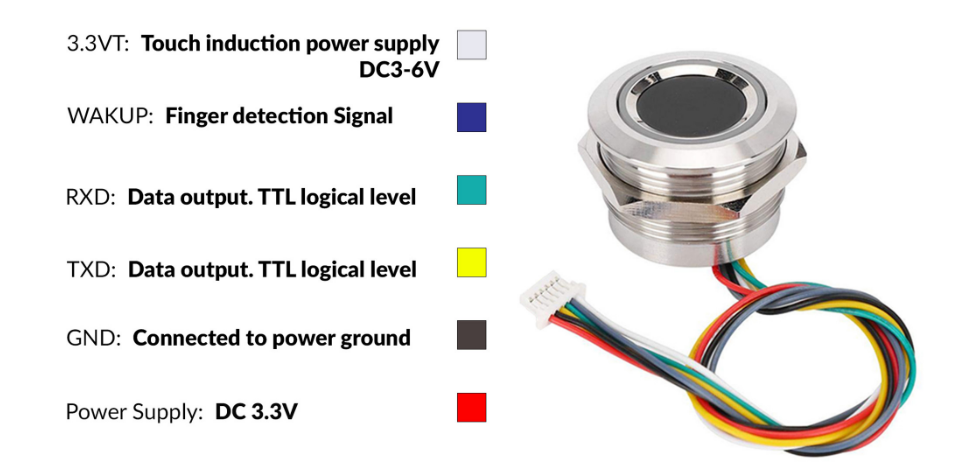 3.3VT: Touch induction power supply
DC3-6V
WAKUP: Finger detection Signal
RXD: Data output. TTL logical level
TXD: Data output. TTL logical level
GND: Connected to power ground
Power Supply: DC 3.3V